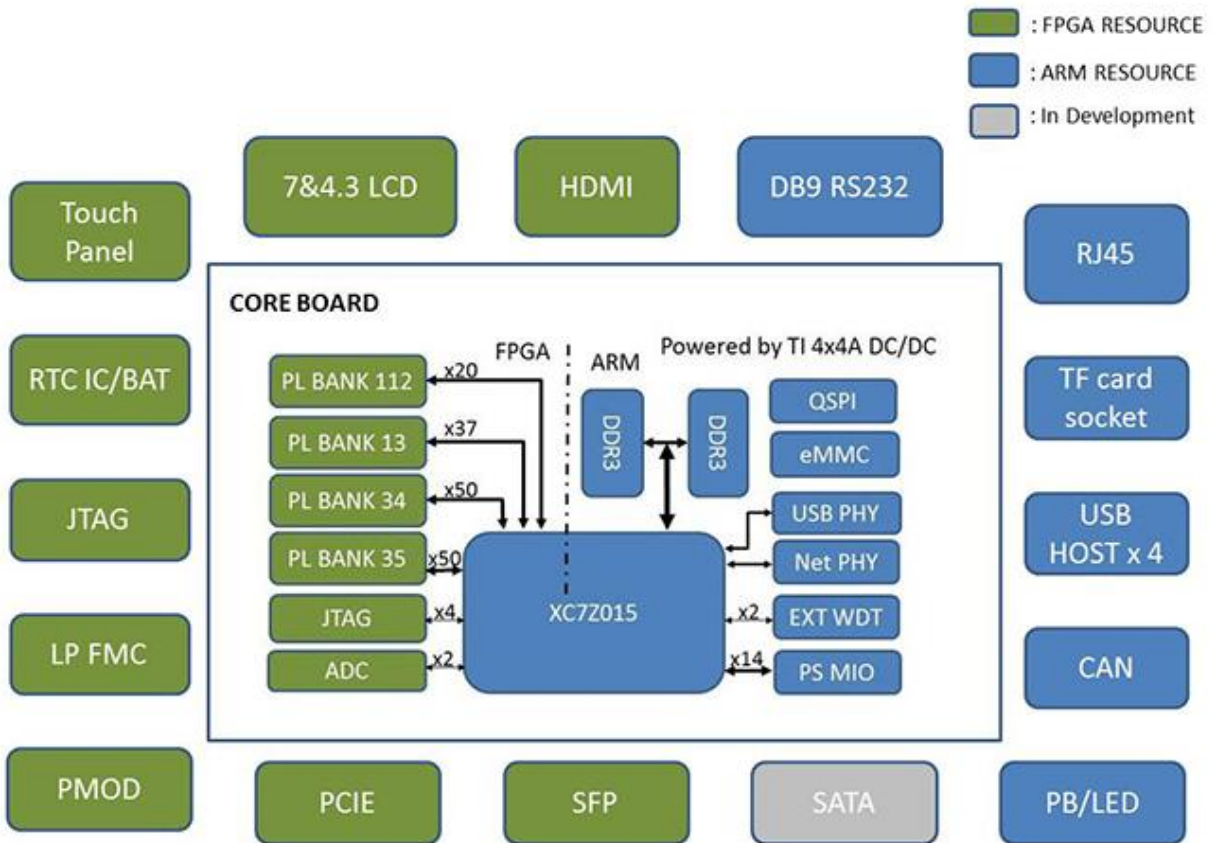 : FPGA RESOURCE
: ARM RESOURCE
: In Development
7&4.3 LCD
HDMI
DB9 RS232
Touch
Panel
RJ45
CORE BOARD
RTC IC/BAT
FPGA
ARM
Powered by TI 4x4A DC/DC
TF card
socket
PL BANK 112
x20
DDR3
DDR3
QSPI
PL BANK 13
x37
eMMC
JTAG
PL BANK 34
x50
USB PHY
USB
HOST x 4
PL BANK 35
x50
Net PHY
JTAG
x4
XC7Z015
x2
EXT WDT
LP FMC
ADC
x2
x14
PS MIO
CAN
PMOD
PCIE
SFP
SATA
PB/LED